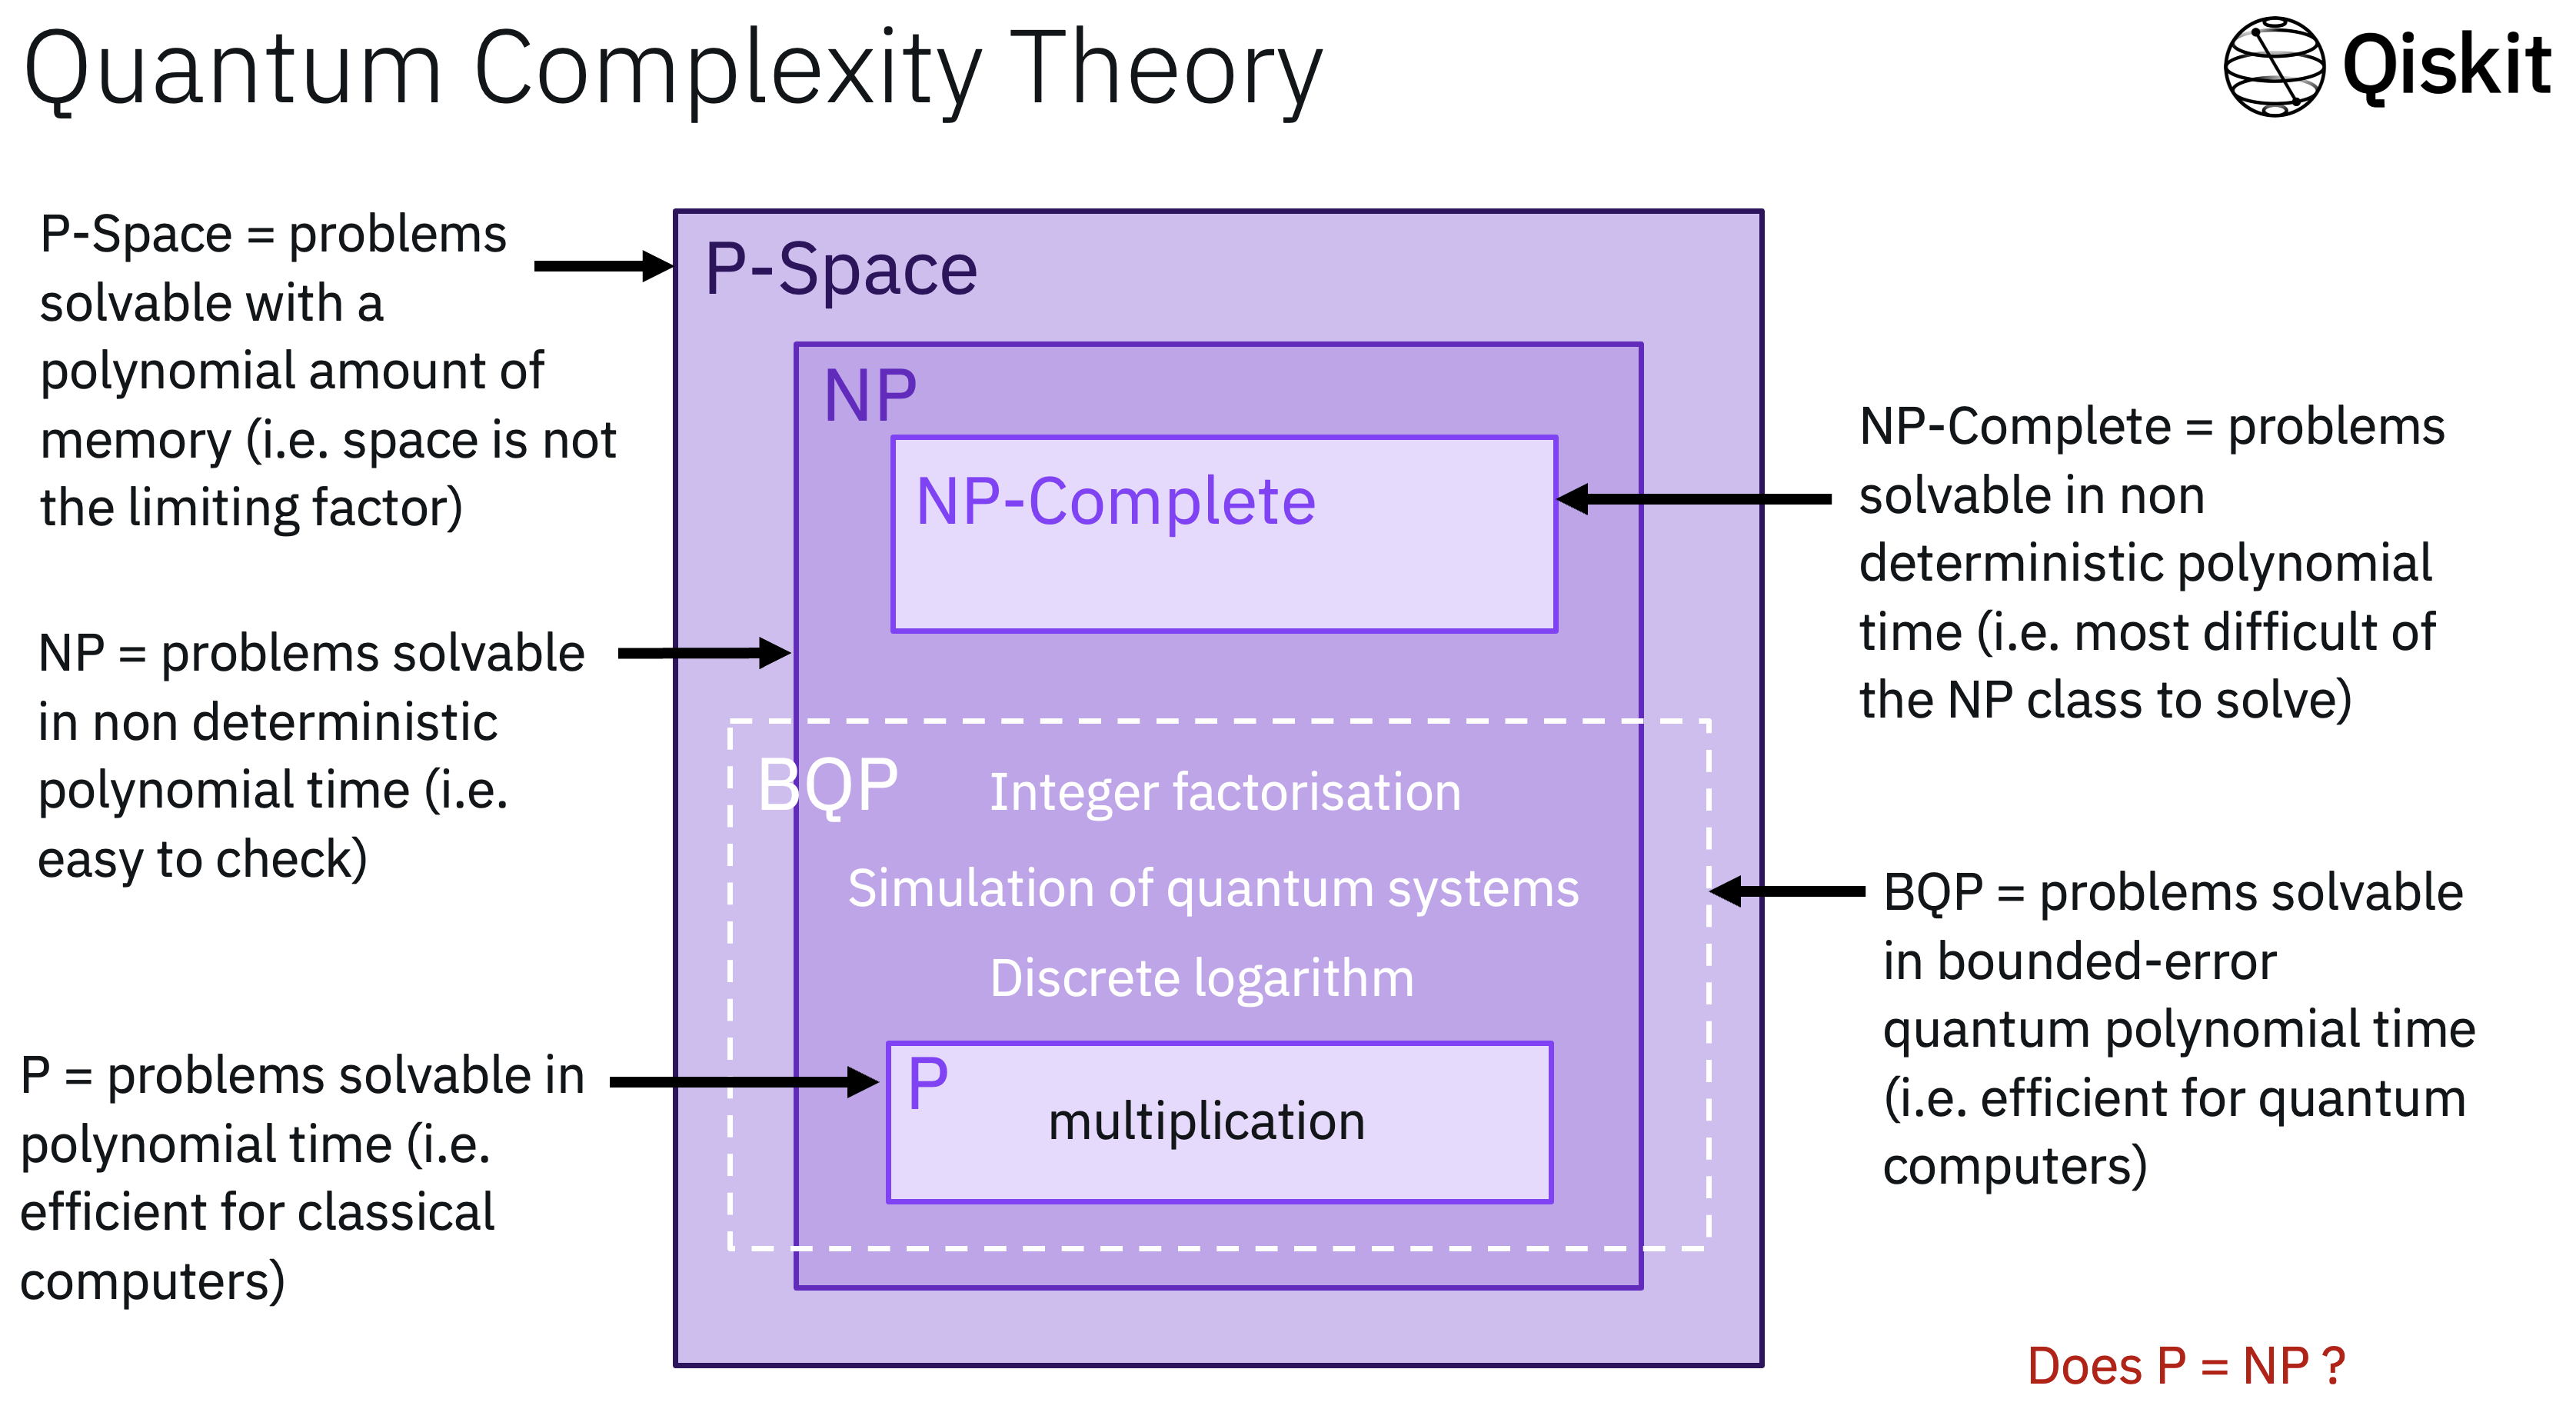 Quantum Complexity Theory
Qiskit
P-Space = problems
solvable with a
polynomial amount of
memory (i.e. space is not
the limiting factor)
NP = problems solvable
in non deterministic
polynomial time (i.e.
easy to check)
P = problems solvable in
polynomial time (i.e.
efficient for classical
computers)
P-Space
NP
NP-Complete
BQP
Integer factorisation
Simulation of quantum systems
Discrete logarithm
P
multiplication
NP-Complete = problems
solvable in non
deterministic polynomial
time (i.e. most difficult of
the NP class to solve)
BQP = problems solvable
in bounded-error
quantum polynomial time
(i.e. efficient for quantum
computers)
Does P = NP ?